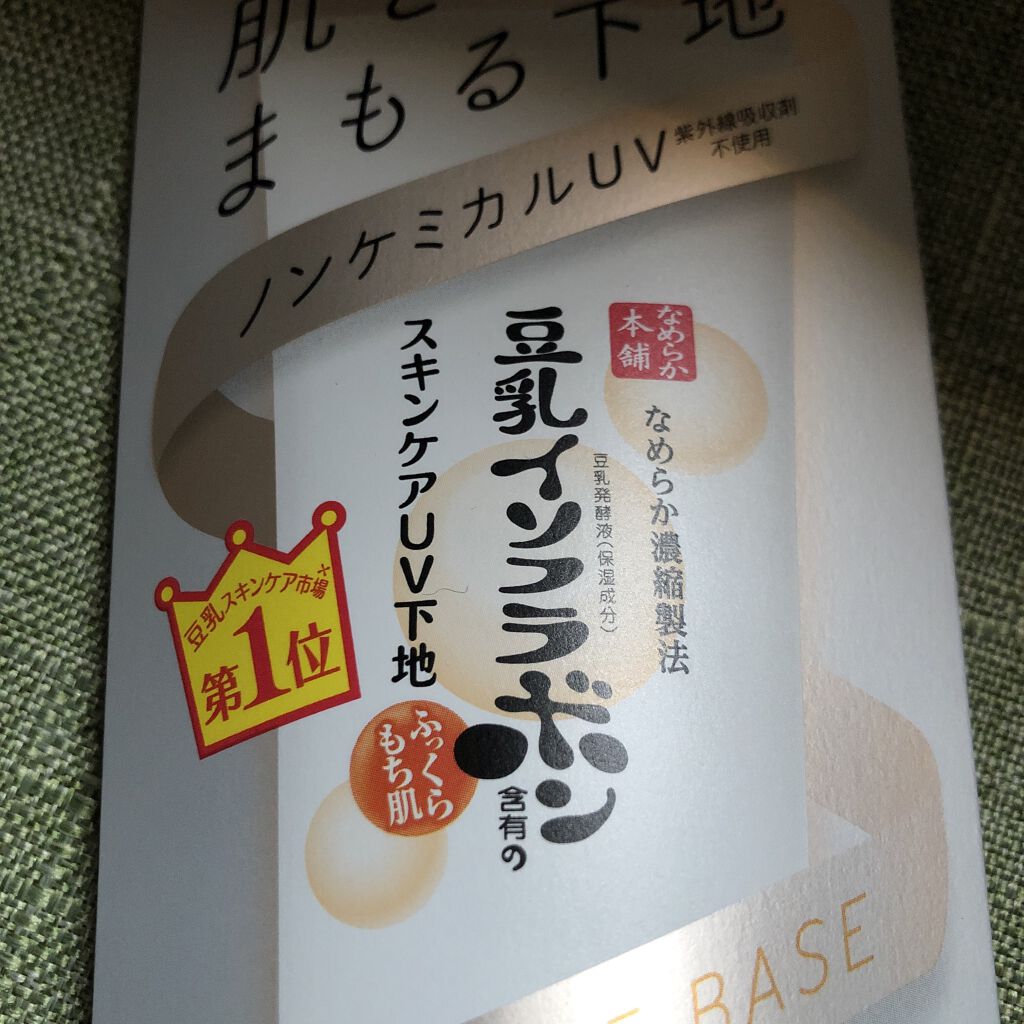 肌を
まもる下地
ノンケミカルUV
紫外線吸収剤
不使用
なめらか
本舗
なめらか濃縮製法
豆乳発酵液(保湿成分)
豆乳イソフラボン
含有の
スキンケアUV下地
豆乳スキンケア市場+
第1位
ふっくら
もち肌
BASE